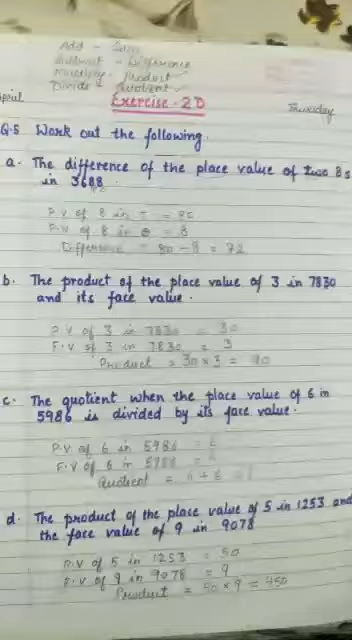 Add - Sum
Subtract - Difference
Multiply - Product
Divide - Quotient
April
Exercise - 2D
Thursday
Q.5 Work out the following.
a. The difference of the place value of two 8s
in 3688.
P.V of 8 in T = 80
P.V of 8 in = 8
Difference = 80 - 8 = 72
b. The product of the place value of 3 in 7830
and its face value.
P.V of 3 in 7830 = 30
F.V of 3 in 7830 = 3
Product = 30 x 3 = 90
c. The quotient when the place value of 6 in
5986 is divided by its face value.
P.V of 6 in 5986 = 6
F.V of 6 in 5986 =
Quotient = 6 ÷ 6 =
d. The product of the place value of 5 in 1253 and
the face value of 9 in 9078
P.V of 5 in 1253 = 50
F.V of 9 in 9078 = 9
Product = 50 x 9 = 450